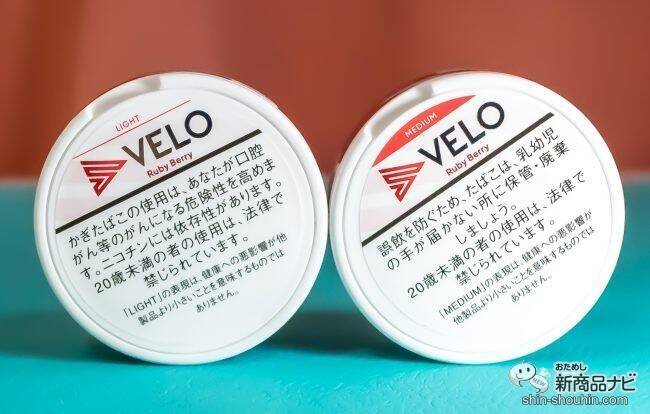 LIGHT
VELO
Ruby Berry
かぎたばこの使用は、あなたが口腔
がん等のがんになる危険性を高めま
す。ニコチンには依存性があります。
20歳未満の者の使用は、法律で
禁じられています。
「LIGHT」の表現は、健康への悪影響が他
製品より小さいことを意味するものでは
ありません。
MEDIUM
VELO
Ruby Berry
誤飲を防ぐため、たばこは、乳幼児
の手が届かない所に保管・廃棄
しましょう。
20歳未満の者の使用は、法律で
禁じられています。
「MEDIUM」の表現は、健康への悪影響が
他製品より小さいことを意味するものでは
ありません。
おためし
新商品ナビ
shin-shouhin.com
NEW